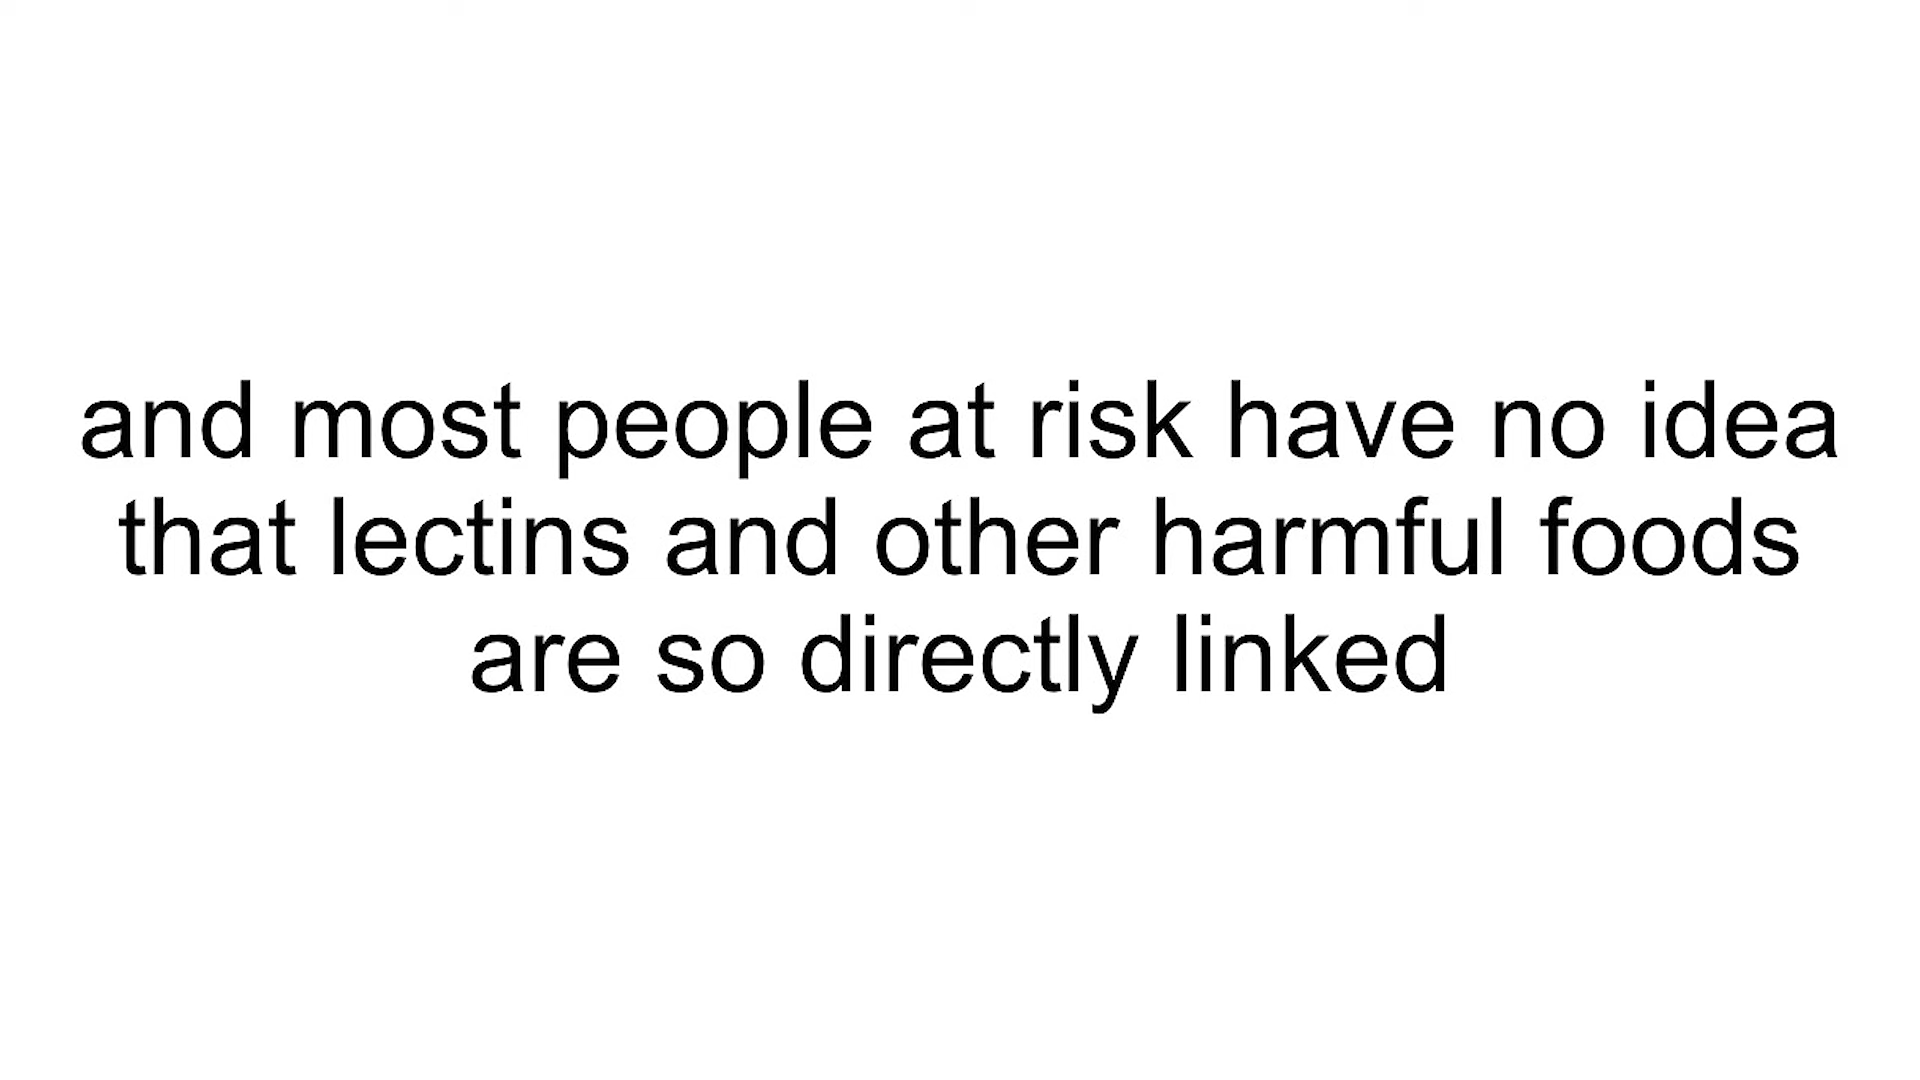 and most people at risk have no idea
that lectins and other harmful foods
are so directly linked